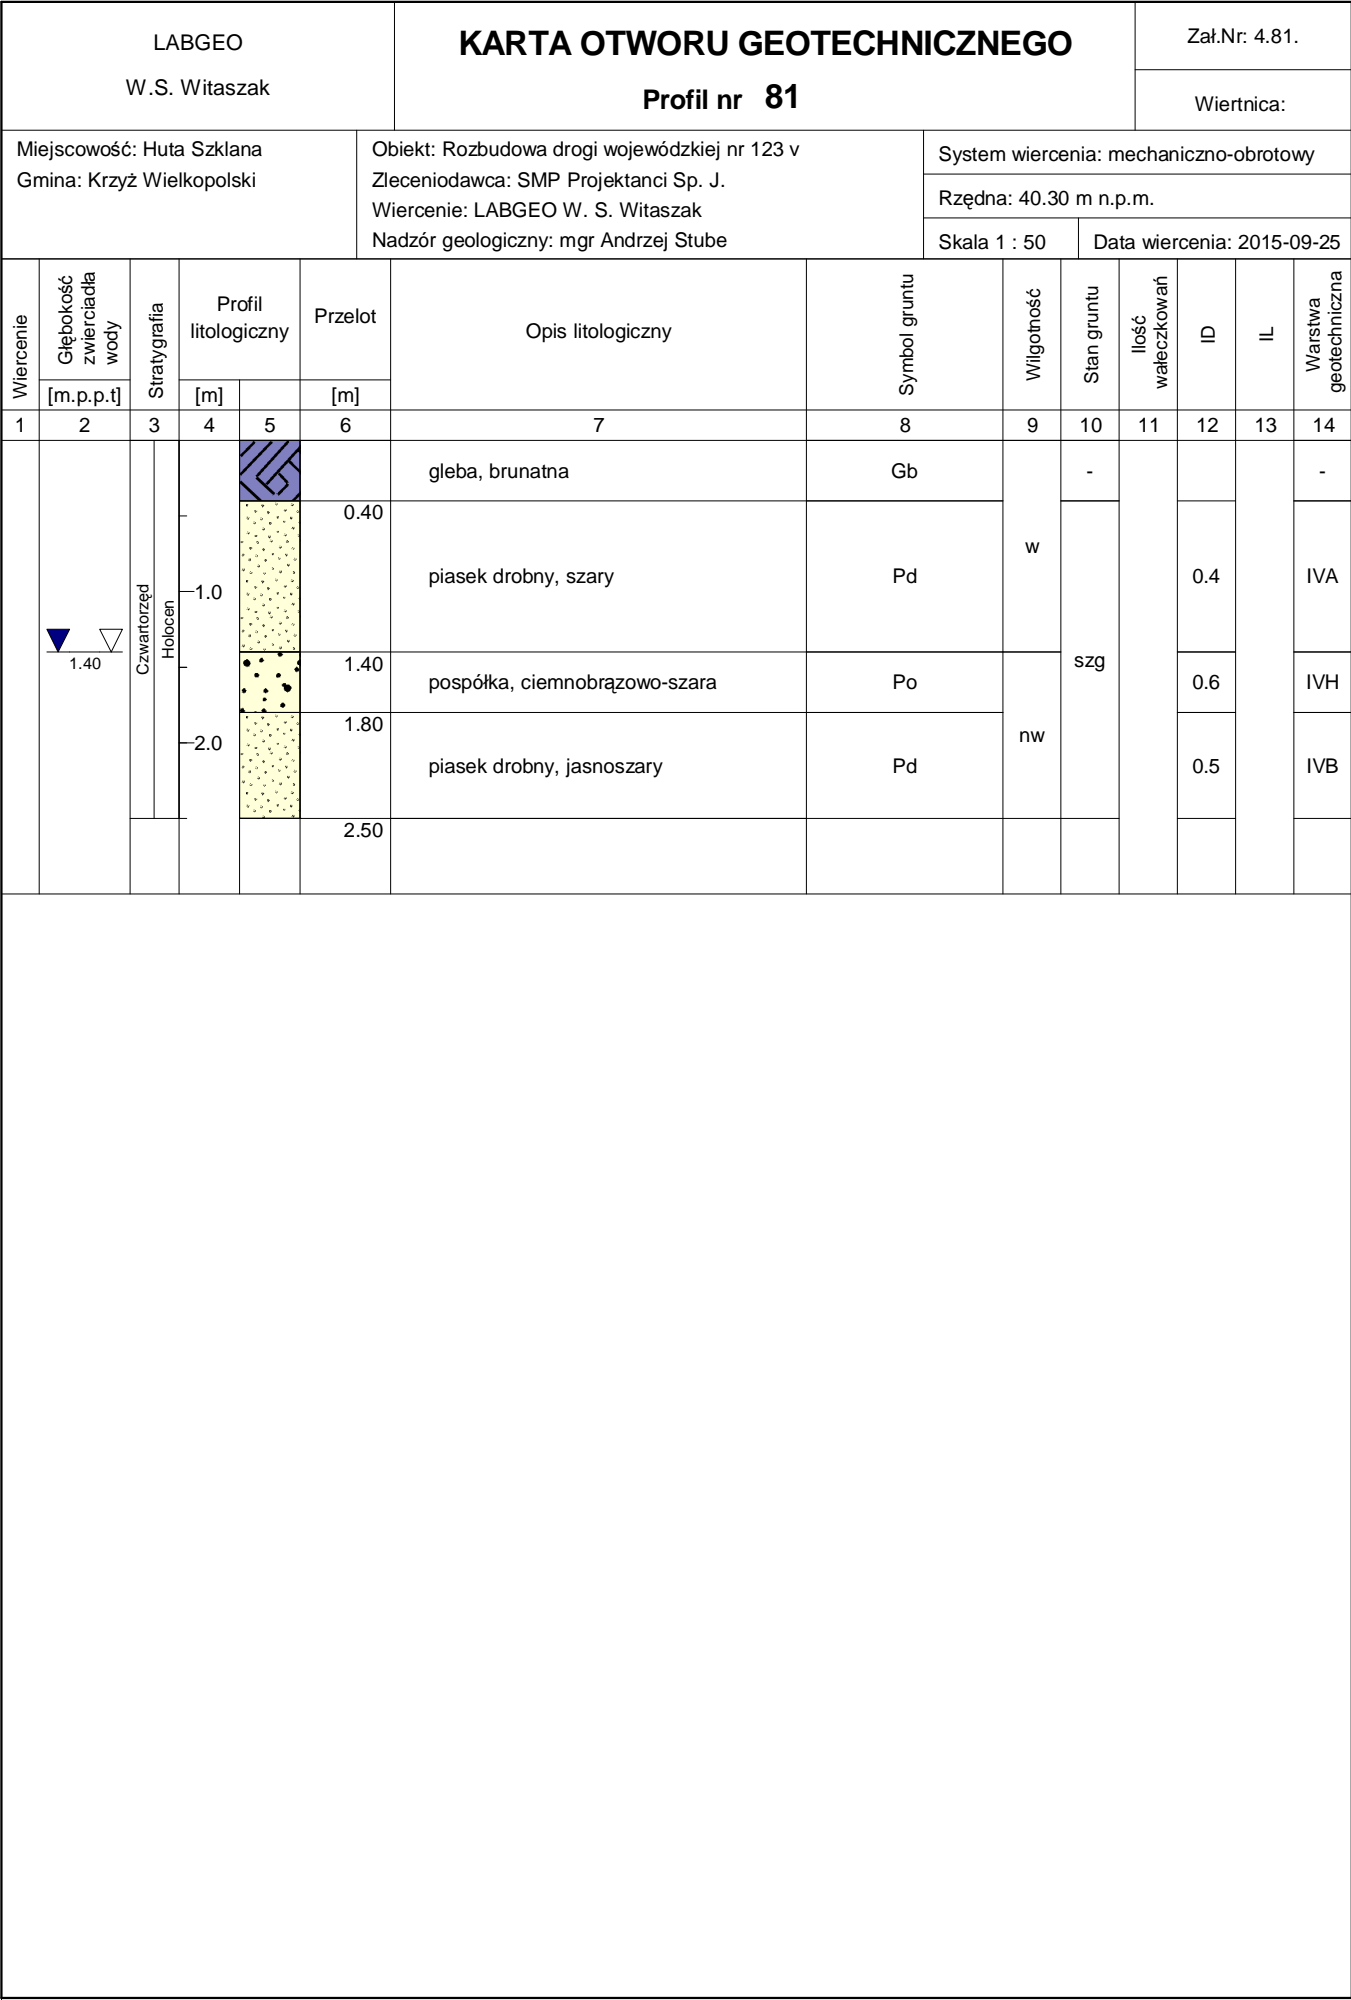 LABGEO
W.S. Witaszak
KARTA OTWORU GEOTECHNICZNEGO
Profil nr 81
Zał.Nr: 4.81.
Wiertnica:
Miejscowość: Huta Szklana
Gmina: Krzyż Wielkopolski
Obiekt: Rozbudowa drogi wojewódzkiej nr 123 v
Zleceniodawca: SMP Projektanci Sp. J.
Wiercenie: LABGEO W. S. Witaszak
Nadzór geologiczny: mgr Andrzej Stube
System wiercenia: mechaniczno-obrotowy
Rzędna: 40.30 m n.p.m.
Skala 1 : 50
Data wiercenia: 2015-09-25
Wiercenie
Głębokość
zwierciadła
wody
[m.p.p.t]
Stratygrafia
Profil
litologiczny
[m]
Przelot
[m]
Opis litologiczny
Symbol gruntu
Wilgotność
Stan gruntu
Ilość
wałeczkowań
ID
IL
Warstwa
geotechniczna
1 2 3 4 5 6 7 8 9 10 11 12 13 14
gleba, brunatna Gb - -
0.40
w
piasek drobny, szary Pd 0.4 IVA
1.0
Czwartorzęd
Holocen
1.40
1.40
szg
pospółka, ciemnobrązowo-szara Po 0.6 IVH
1.80
2.0
nw
piasek drobny, jasnoszary Pd 0.5 IVB
2.50